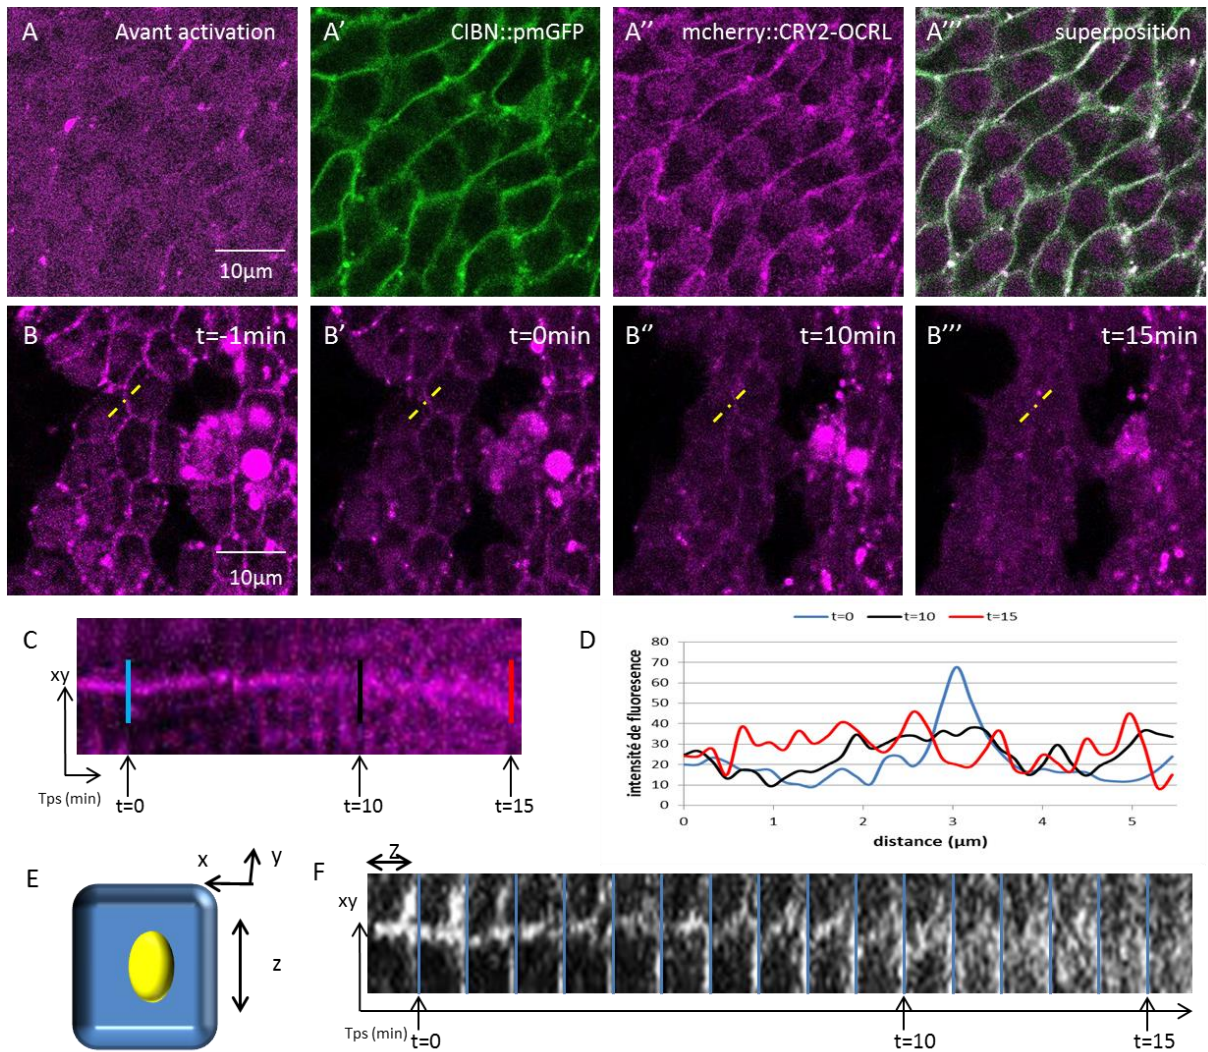 A Avant activation
A' CIBN::pmGFP
A'' mcherry::CRY2-OCRL
A''' superposition
10µm
B t=-1min
B' t=0min
B'' t=10min
B''' t=15min
10µm
C
xy
Tps (min)
t=0
t=10
t=15
D
t=0 t=10 t=15
intensité de fluoresence
80
70
60
50
40
30
20
10
0
0 1 2 3 4 5
distance (µm)
E
x
y
z
F
Z
xy
Tps (min)
t=0
t=10
t=15